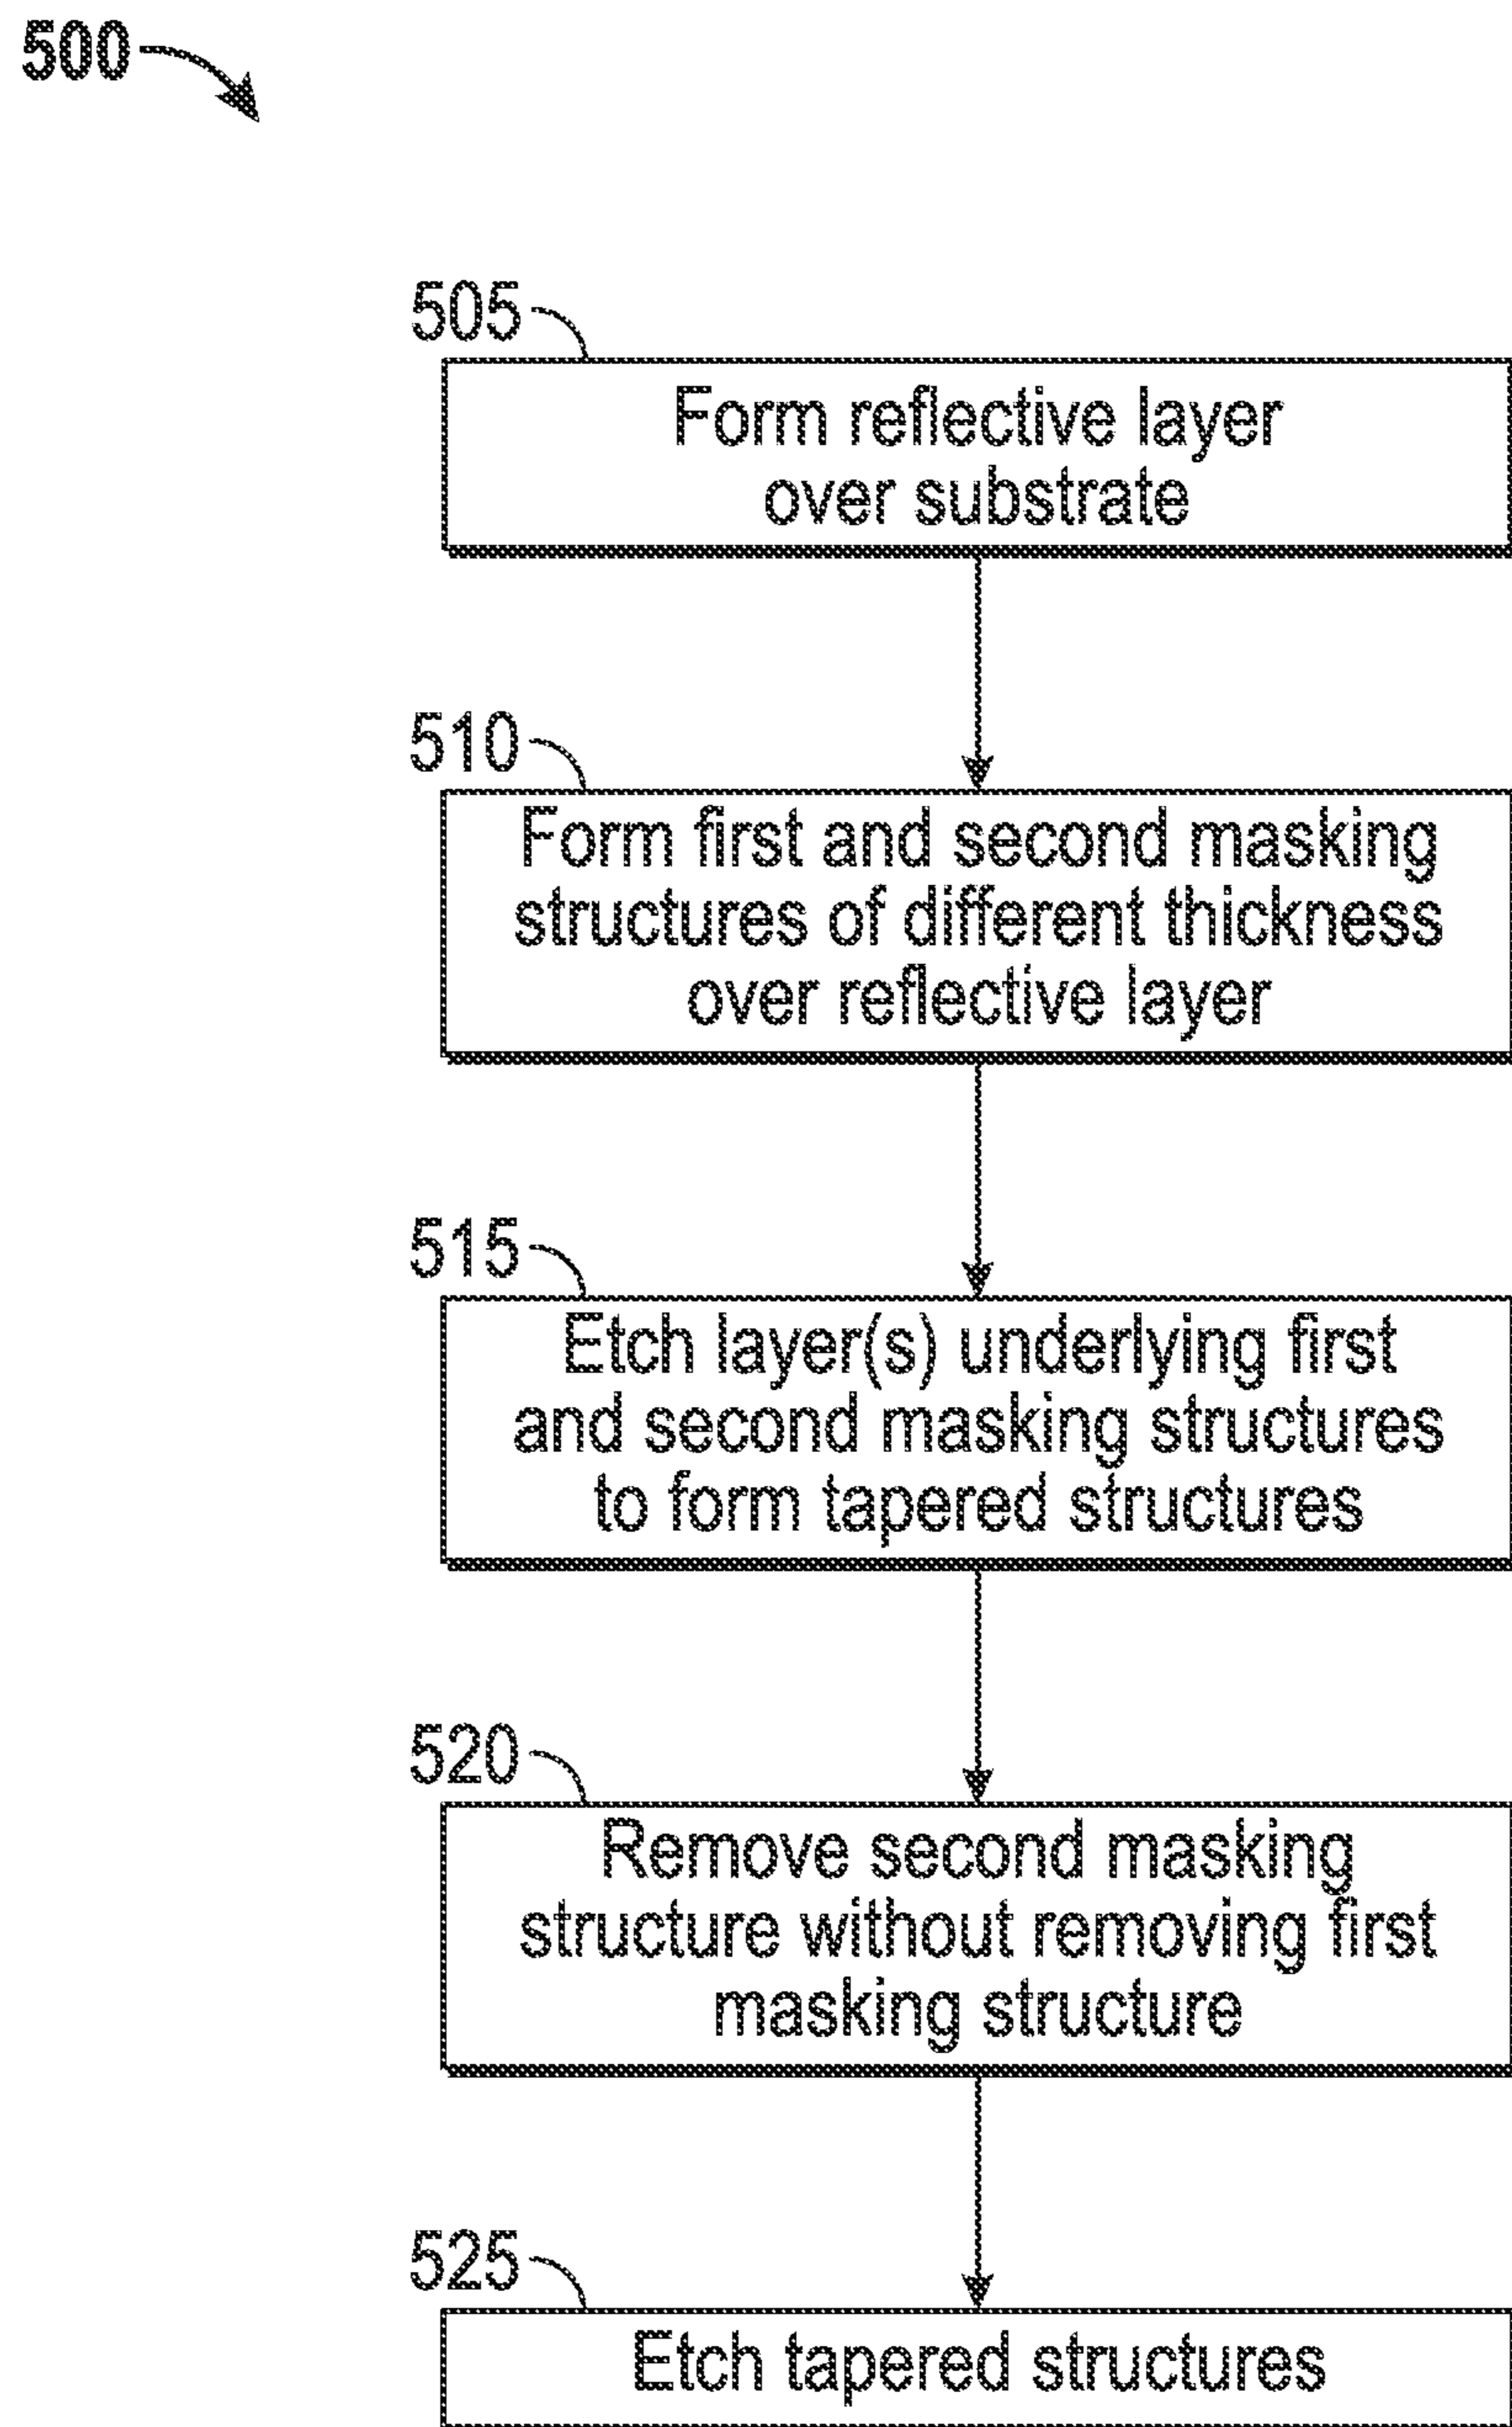 500
505
Form reflective layer
over substrate
510
Form first and second masking
structures of different thickness
over reflective layer
515
Etch layer(s) underlying first
and second masking structures
to form tapered structures
520
Remove second masking
structure without removing first
masking structure
525
Etch tapered structures